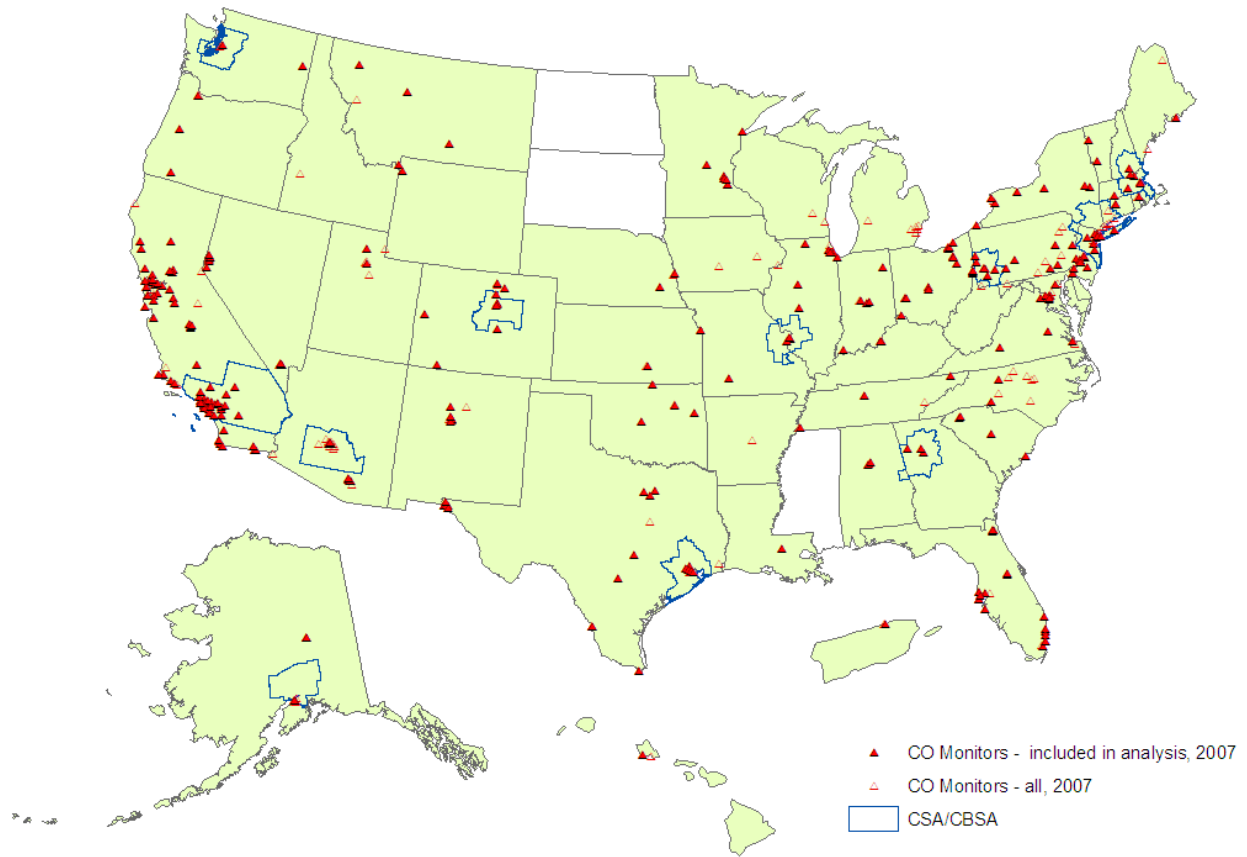 CO Monitors - included in analysis, 2007
CO Monitors - all, 2007
CSA/CBSA